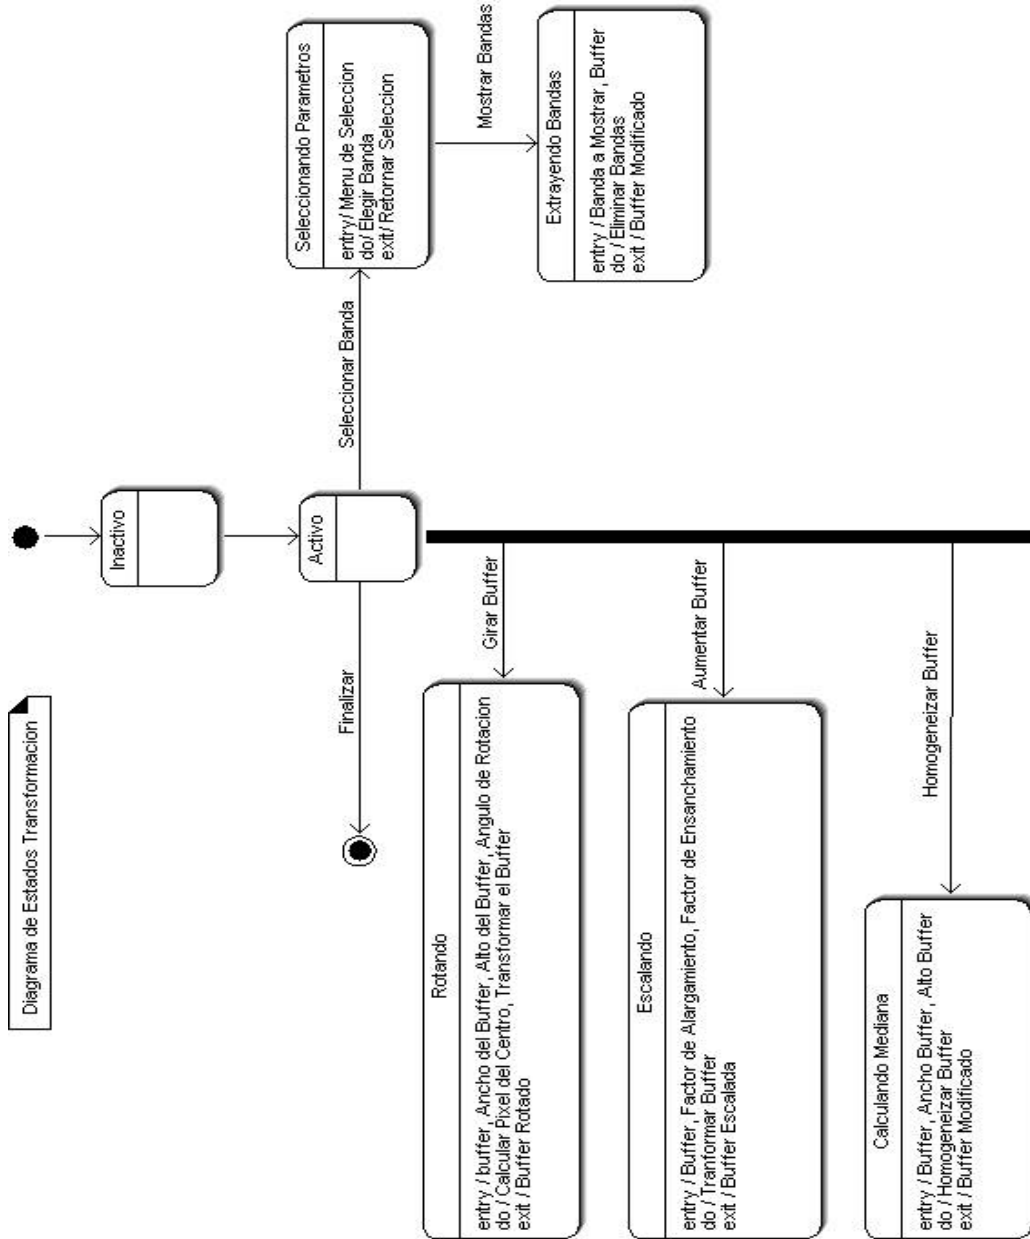 Diagrama de Estados Transformacion
Inactivo
Activo
Finalizar
Seleccionar Banda
Seleccionando Parametros
entry/ Menu de Seleccion
do/ Elegir Banda
exit/ Retornar Seleccion
Mostrar Bandas
Extrayendo Bandas
entry / Banda a Mostrar, Buffer
do / Eliminar Bandas
exit / Buffer Modificado
Girar Buffer
Rotando
entry / buffer, Ancho del Buffer, Alto del Buffer, Angulo de Rotacion
do / Calcular Pixel del Centro, Transformar el Buffer
exit / Buffer Rotado
Aumentar Buffer
Escalando
entry / Buffer, Factor de Alargamiento, Factor de Ensanchamiento
do / Tranformar Buffer
exit / Buffer Escalada
Homogeneizar Buffer
Calculando Mediana
entry / Buffer, Ancho Buffer, Alto Buffer
do / Homogeneizar Buffer
exit / Buffer Modificado